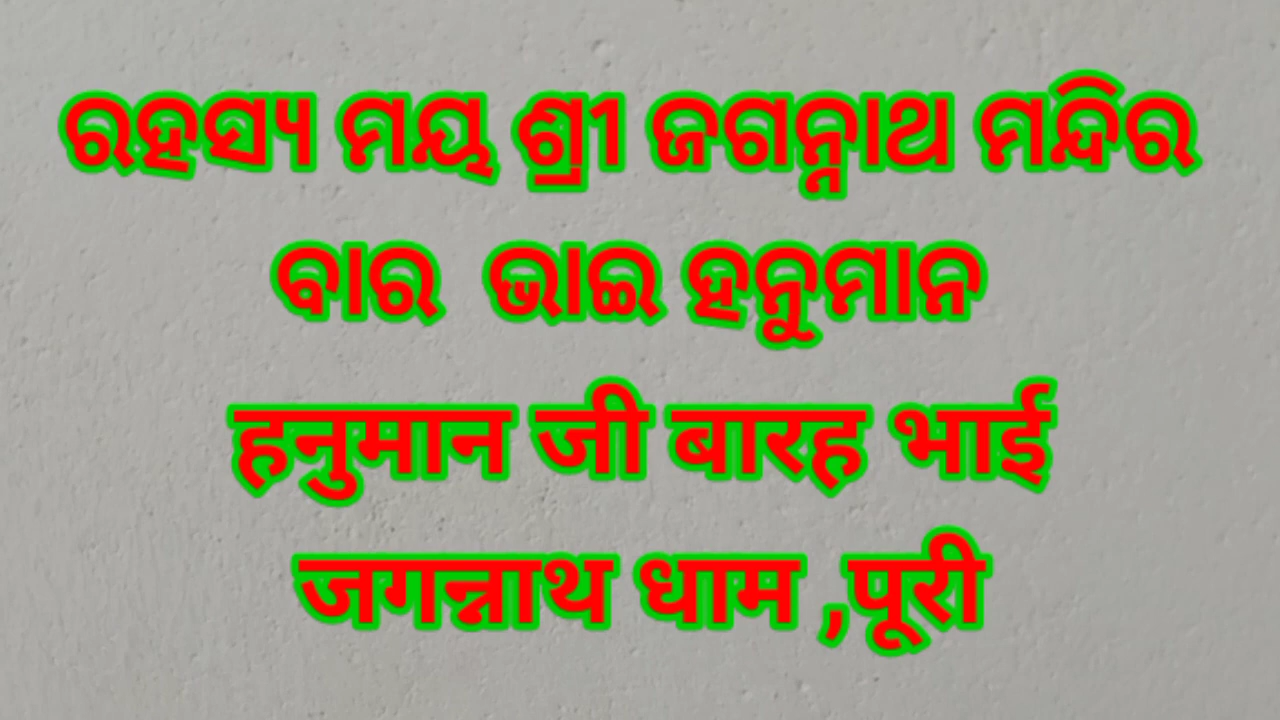 ରହସ୍ୟ ମୟ ଶ୍ରୀ ଜଗନ୍ନାଥ ମନ୍ଦିର
ବାର ଭାଇ ହନୁମାନ
हनुमान जी बारह भाई
जगन्नाथ धाम ,पूरी